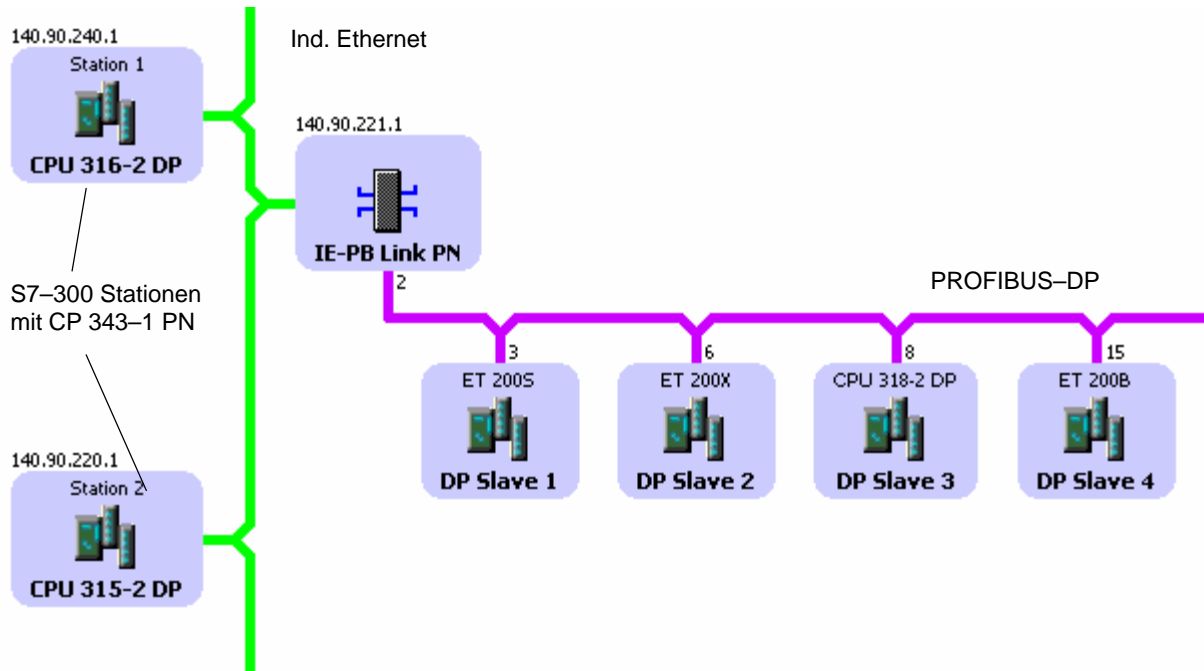 140.90.240.1
Station 1
CPU 316-2 DP
Ind. Ethernet
140.90.221.1
IE-PB Link PN
2
S7–300 Stationen
mit CP 343–1 PN
PROFIBUS–DP
3
ET 200S
DP Slave 1
6
ET 200X
DP Slave 2
8
CPU 318-2 DP
DP Slave 3
15
ET 200B
DP Slave 4
140.90.220.1
Station 2
CPU 315-2 DP